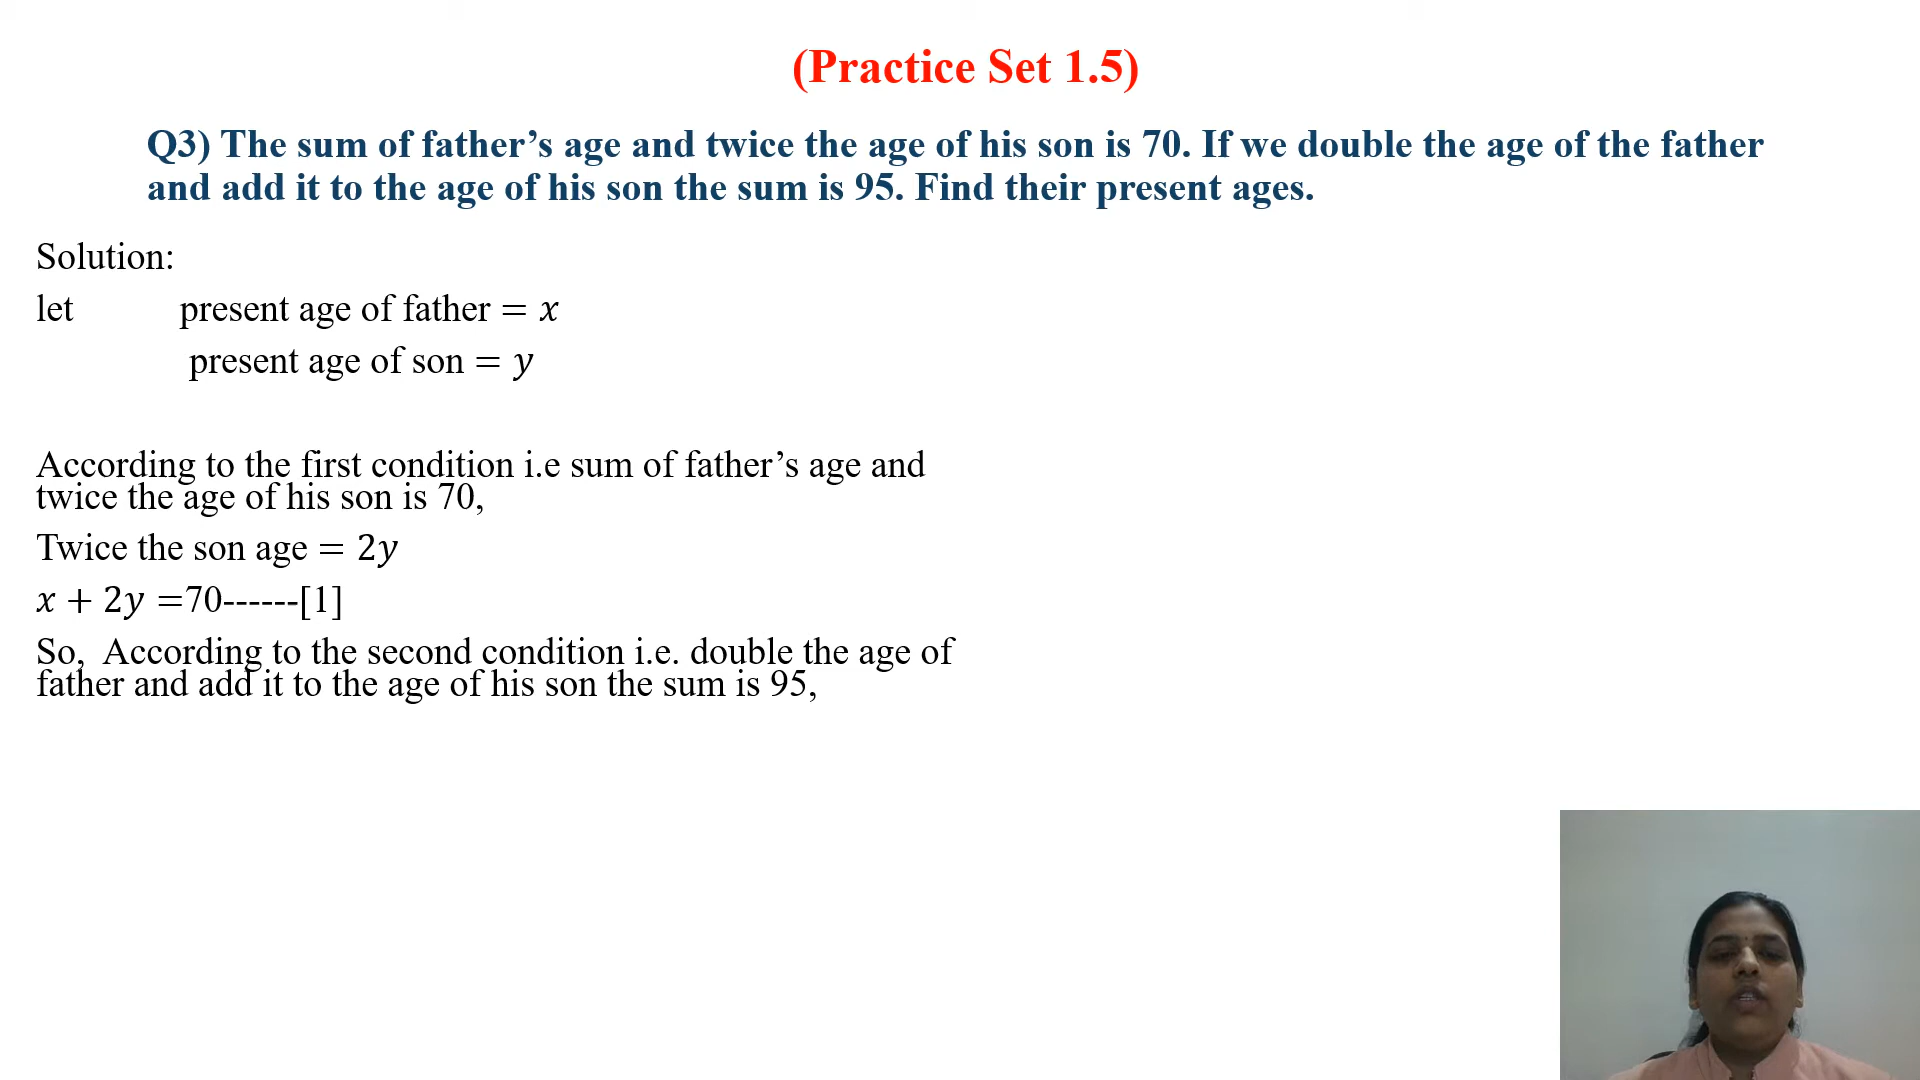 (Practice Set 1.5)
Q3) The sum of father’s age and twice the age of his son is 70. If we double the age of the father
and add it to the age of his son the sum is 95. Find their present ages.
Solution:
let present age of father = 𝑥
present age of son = 𝑦
According to the first condition i.e sum of father’s age and
twice the age of his son is 70,
Twice the son age = 2𝑦
𝑥 + 2𝑦 =70------[1]
So, According to the second condition i.e. double the age of
father and add it to the age of his son the sum is 95,